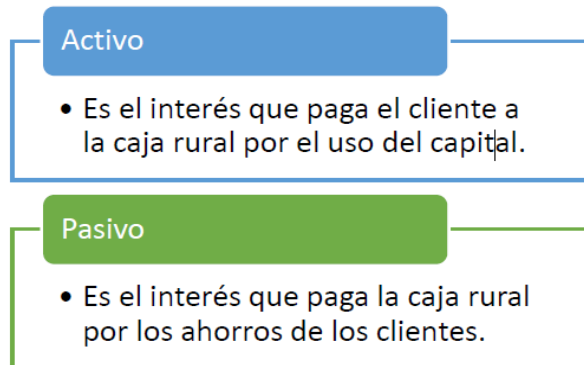 Activo
• Es el interés que paga el cliente a
la caja rural por el uso del capital.
Pasivo
• Es el interés que paga la caja rural
por los ahorros de los clientes.